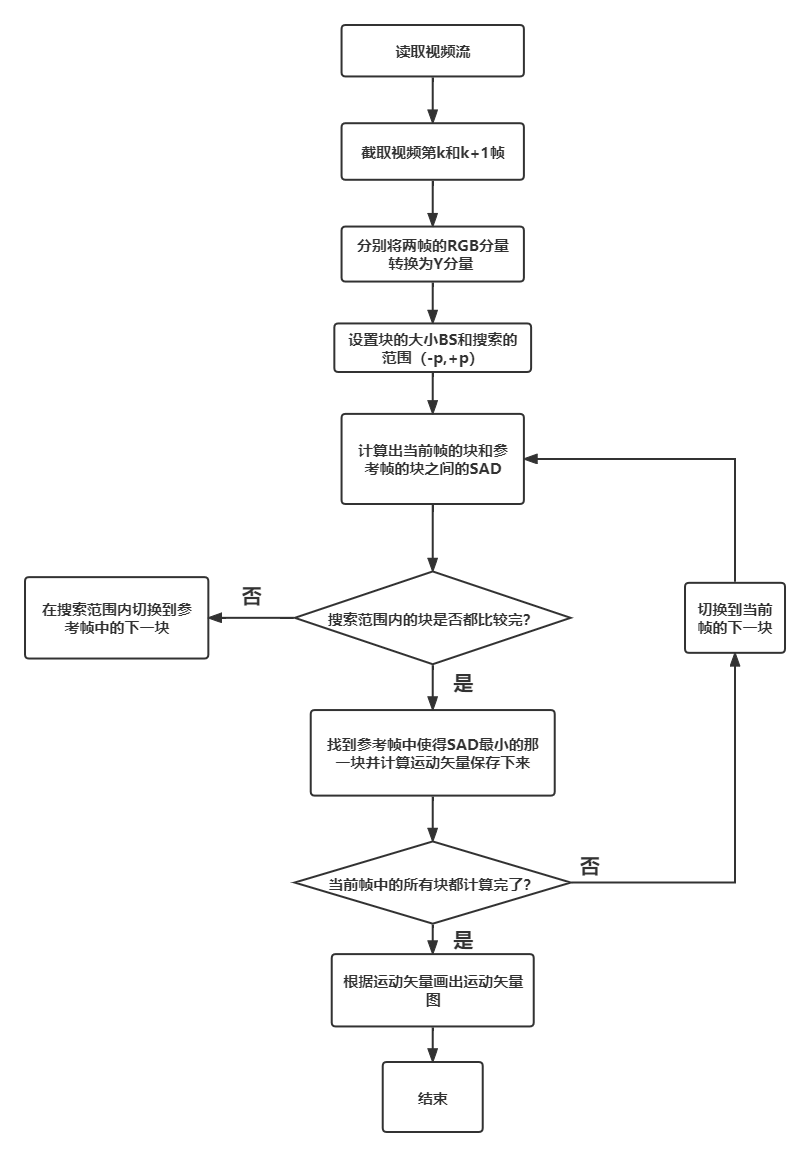 读取视频流
截取视频第k和k+1帧
分别将两帧的RGB分量
转换为Y分量
设置块的大小BS和搜索的
范围（-p,+p）
计算出当前帧的块和参
考帧的块之间的SAD
否
在搜索范围内切换到参
考帧中的下一块
搜索范围内的块是否都比较完？
切换到当前
帧的下一块
是
找到参考帧中使得SAD最小的那
一块并计算运动矢量保存下来
当前帧中的所有块都计算完了？
否
是
根据运动矢量画出运动矢量
图
结束